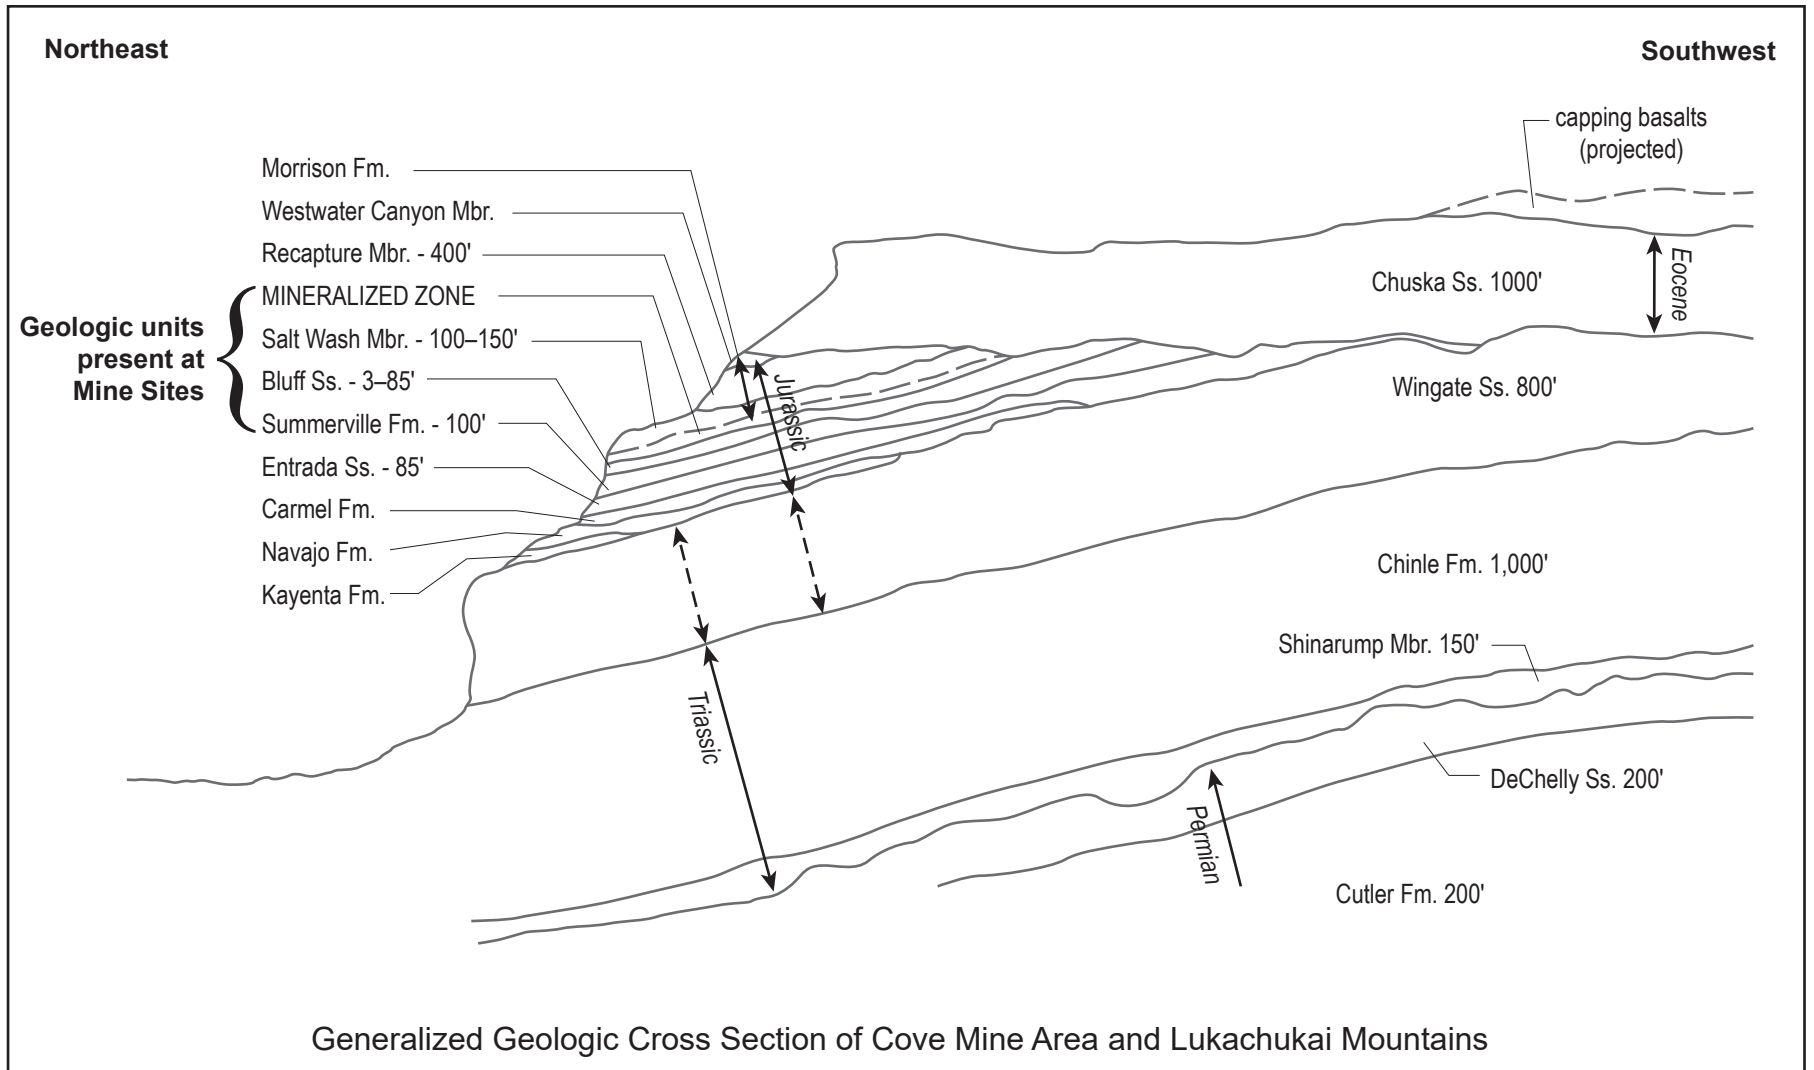 Northeast
Southwest
capping basalts
(projected)
Morrison Fm.
Westwater Canyon Mbr.
Recapture Mbr. - 400'
MINERALIZED ZONE
Salt Wash Mbr. - 100–150'
Bluff Ss. - 3–85'
Summerville Fm. - 100'
Entrada Ss. - 85'
Carmel Fm.
Navajo Fm.
Kayenta Fm.
Geologic units
present at
Mine Sites
Chuska Ss. 1000'
Eocene
Jurassic
Wingate Ss. 800'
Chinle Fm. 1,000'
Shinarump Mbr. 150'
Triassic
DeChelly Ss. 200'
Permian
Cutler Fm. 200'
Generalized Geologic Cross Section of Cove Mine Area and Lukachukai Mountains